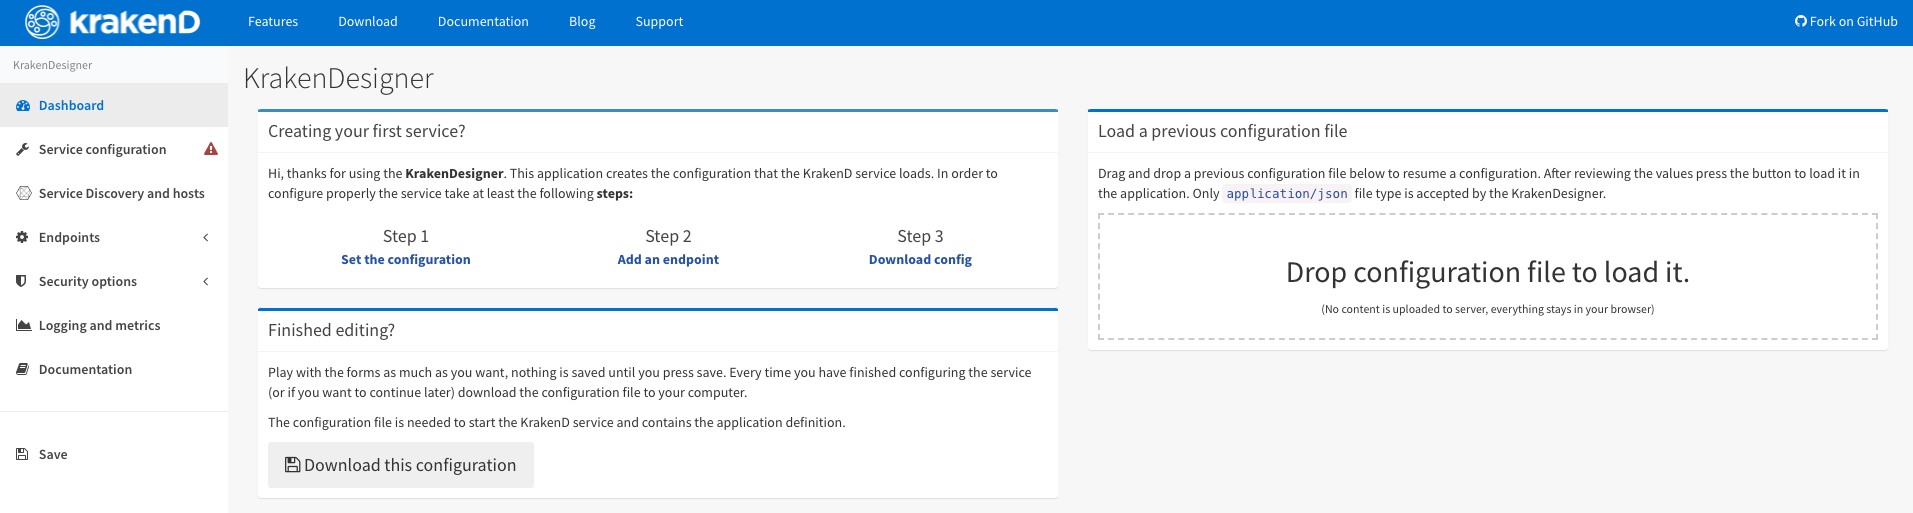 krakenD
Features Download Documentation Blog Support
Fork on GitHub
KrakenDesigner
Dashboard
Service configuration
Service Discovery and hosts
Endpoints
Security options
Logging and metrics
Documentation
Save
KrakenDesigner
Creating your first service?
Hi, thanks for using the KrakenDesigner. This application creates the configuration that the KrakenD service loads. In order to
configure properly the service take at least the following steps:
Step 1 Step 2 Step 3
Set the configuration Add an endpoint Download config
Finished editing?
Play with the forms as much as you want, nothing is saved until you press save. Every time you have finished configuring the service
(or if you want to continue later) download the configuration file to your computer.
The configuration file is needed to start the KrakenD service and contains the application definition.
Download this configuration
Load a previous configuration file
Drag and drop a previous configuration file below to resume a configuration. After reviewing the values press the button to load it in
the application. Only application/json file type is accepted by the KrakenDesigner.
Drop configuration file to load it.
(No content is uploaded to server, everything stays in your browser)